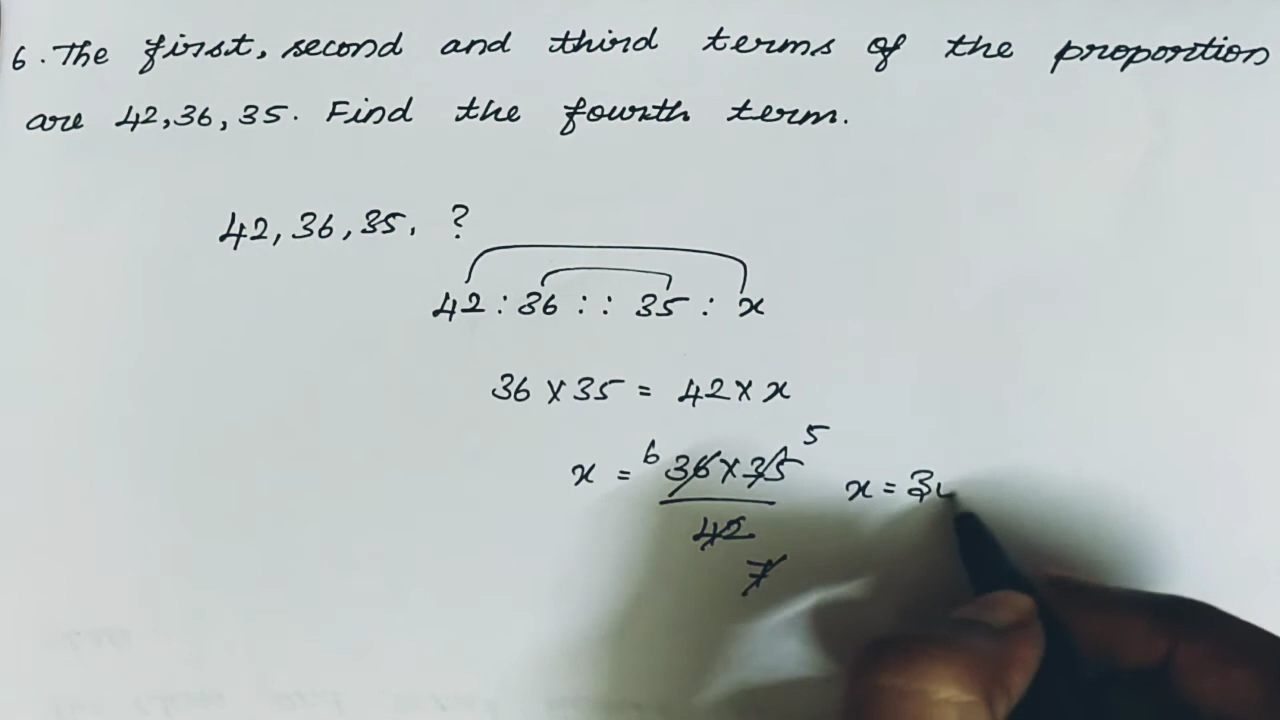 6. The first, second and third terms of the proportion
are 42,36,35. Find the fourth term.
42,36,35, ?
42 : 36 : : 35 : x
36 x 35 = 42 x x
x = 6 36 x 35 5
42
7
x = 3